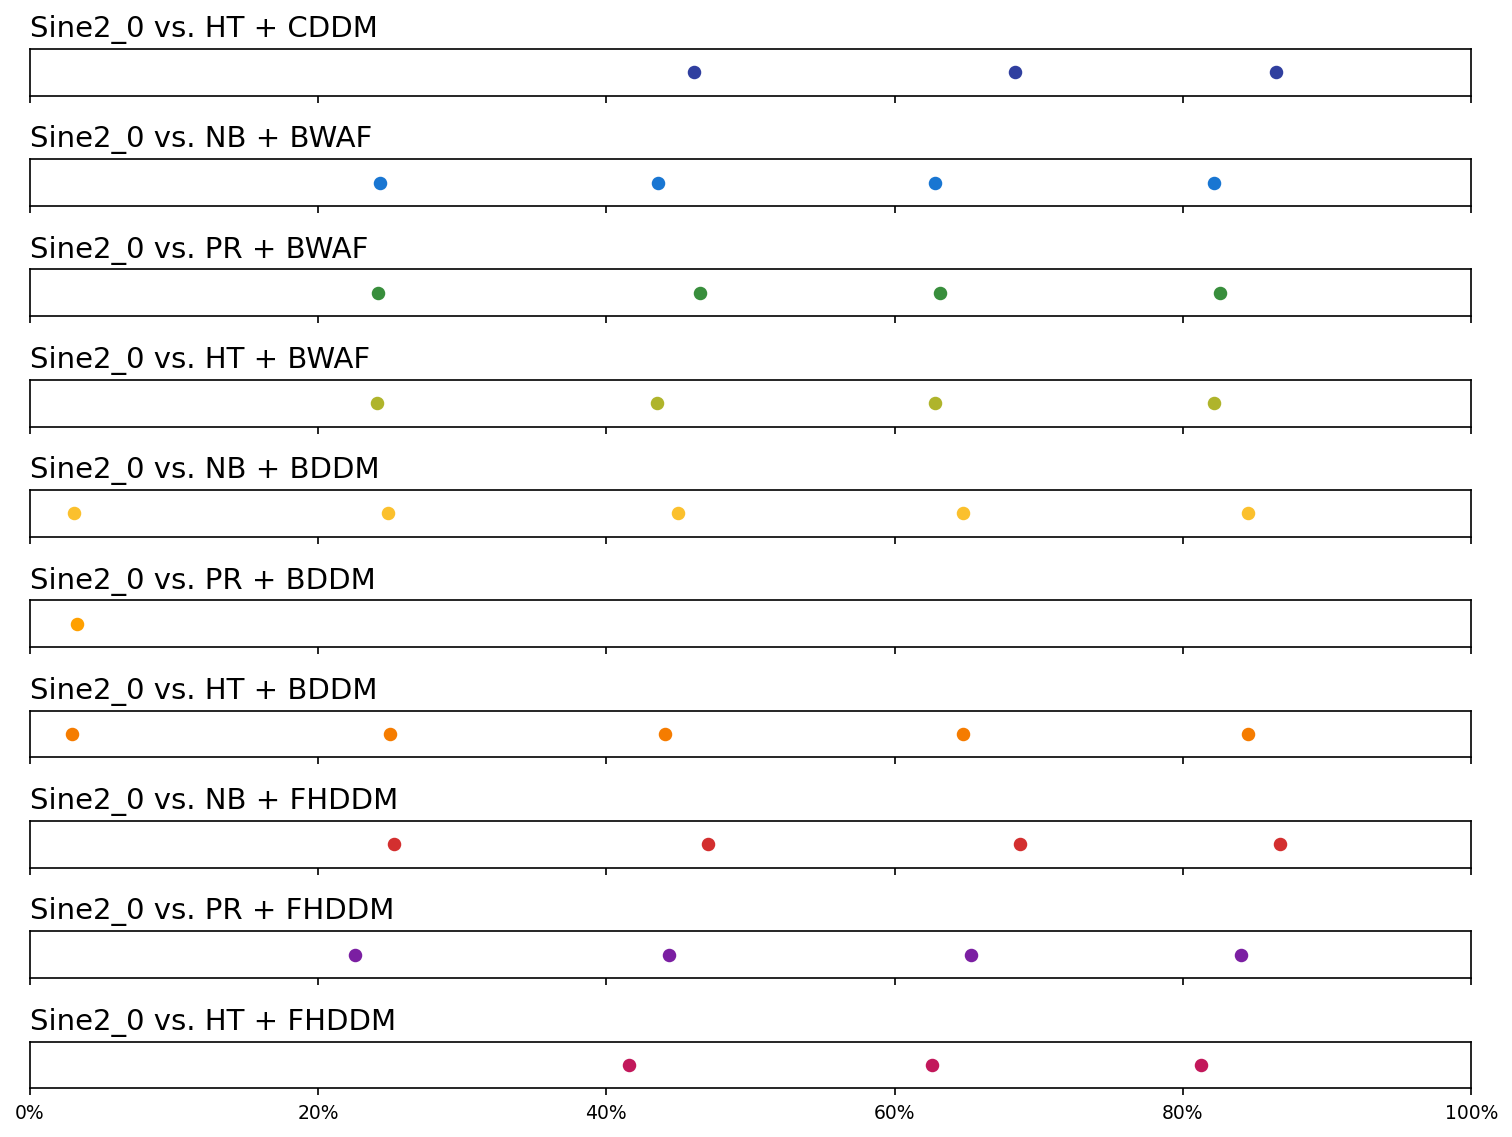 Sine2_0 vs. HT + CDDM
Sine2_0 vs. NB + BWAF
Sine2_0 vs. PR + BWAF
Sine2_0 vs. HT + BWAF
Sine2_0 vs. NB + BDDM
Sine2_0 vs. PR + BDDM
Sine2_0 vs. HT + BDDM
Sine2_0 vs. NB + FHDDM
Sine2_0 vs. PR + FHDDM
Sine2_0 vs. HT + FHDDM
0% 20% 40% 60% 80% 100%